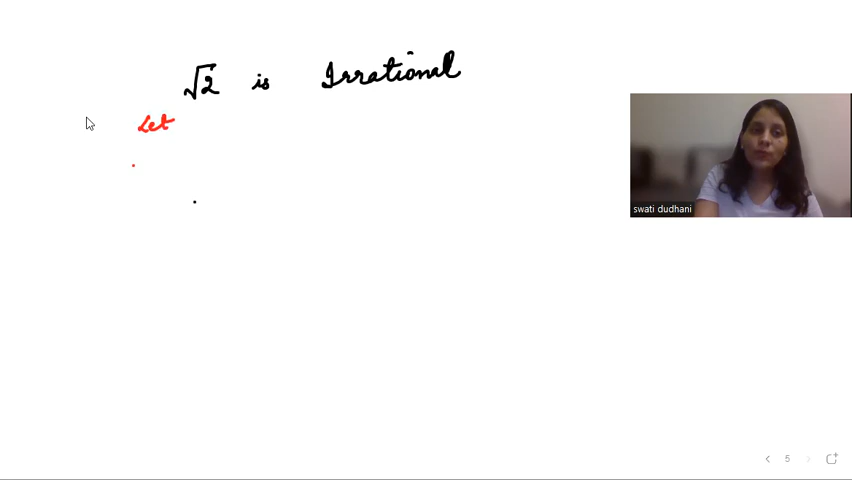 √2 is Irrational
Let
swati dudhani
5